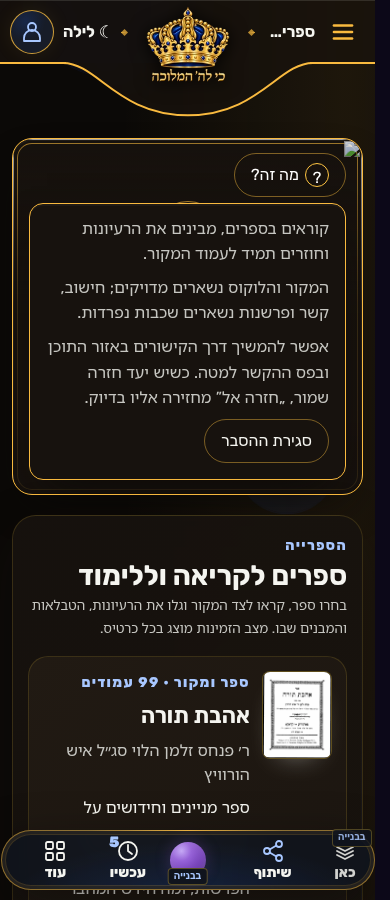 ספרי...
☾ לילה
כי לה' המלוכה
? מה זה?
קוראים בספרים, מבינים את הרעיונות
וחוזרים תמיד לעמוד המקור.
המקור והלוקוס נשארים מדויקים; חישוב,
קשר ופרשנות נשארים שכבות נפרדות.
אפשר להמשיך דרך הקישורים באזור התוכן
ובפס ההקשר למטה. כשיש יעד חזרה
שמור, „חזרה אל” מחזירה אליו בדיוק.
סגירת ההסבר
הספרייה
ספרים לקריאה וללימוד
בחרו ספר, קראו לצד המקור וגלו את הרעיונות, הטבלאות
והמבנים שבו. מצב הזמינות מוצג בכל כרטיס.
ספר ומקור · 99 עמודים
אהבת תורה
אהבת תורה
ר׳ פנחס זלמן הלוי סג״ל איש
הורוויץ
ספר מניינים וחידושים על
בבנייה
כאן
שיתוף
בבנייה
5
עכשיו
עוד